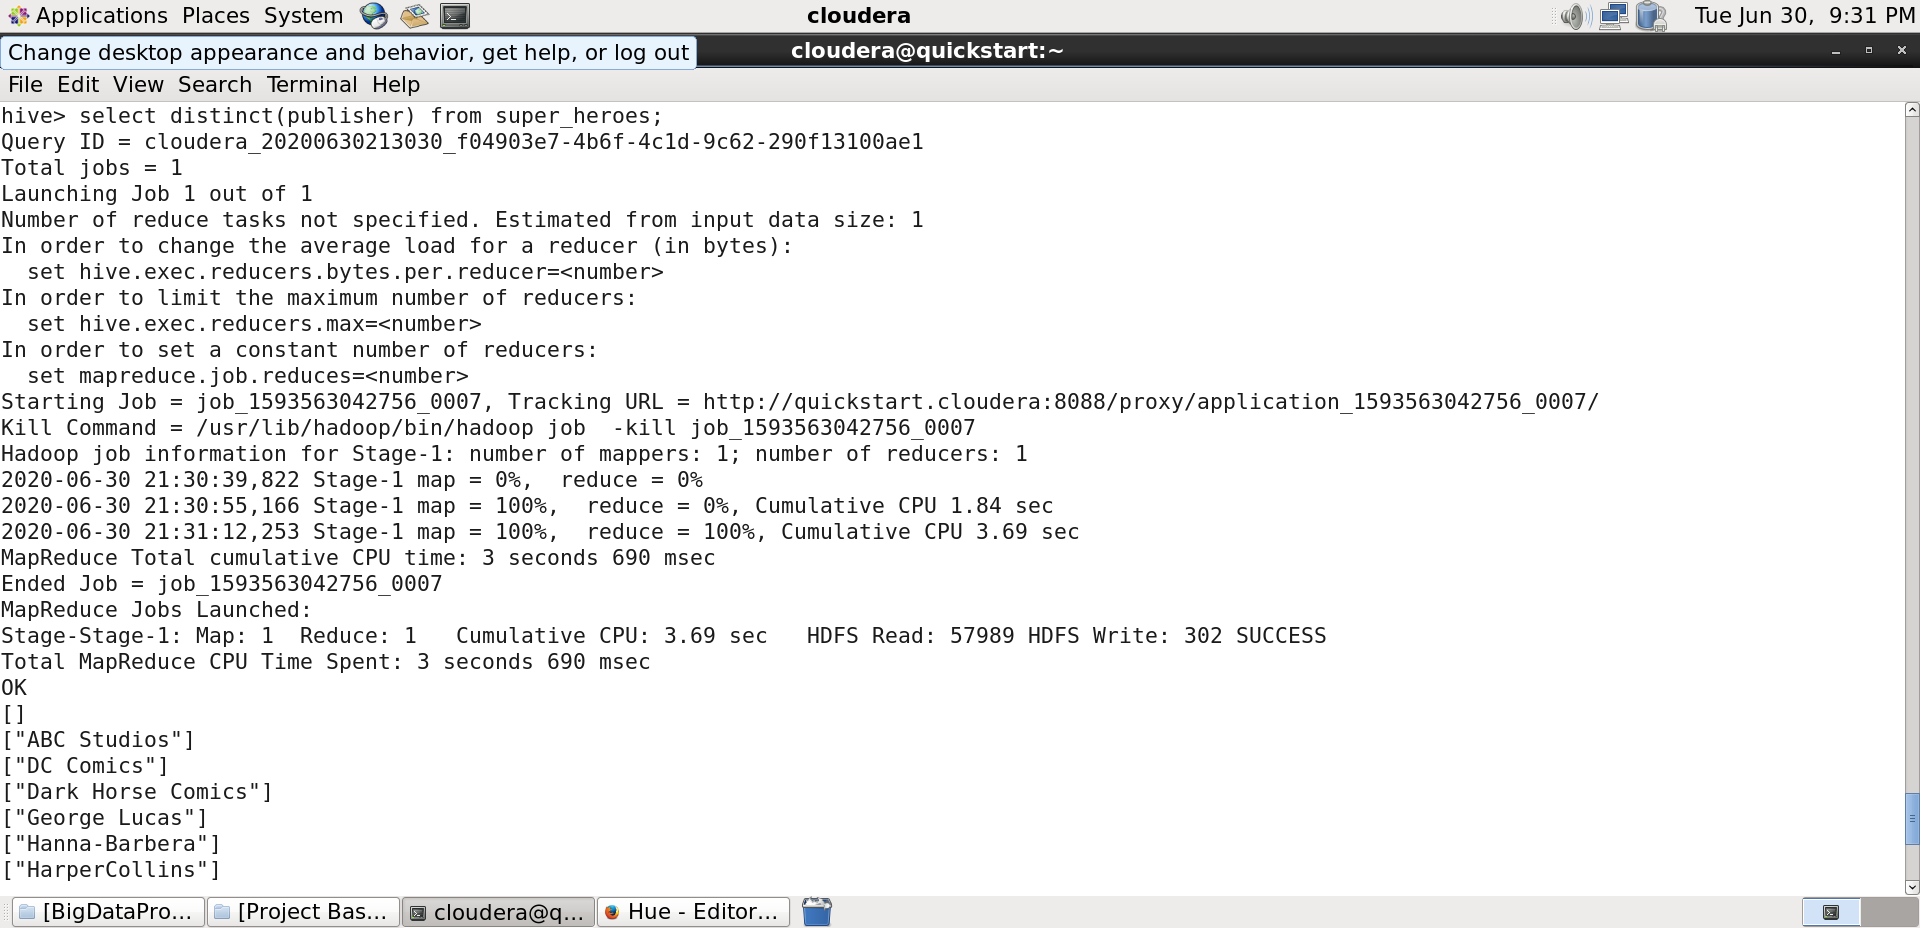 Applications Places System
cloudera
Tue Jun 30, 9:31 PM
Change desktop appearance and behavior, get help, or log out
cloudera@quickstart:~
File Edit View Search Terminal Help
hive> select distinct(publisher) from super_heroes;
Query ID = cloudera_20200630213030_f04903e7-4b6f-4c1d-9c62-290f13100ae1
Total jobs = 1
Launching Job 1 out of 1
Number of reduce tasks not specified. Estimated from input data size: 1
In order to change the average load for a reducer (in bytes):
  set hive.exec.reducers.bytes.per.reducer=<number>
In order to limit the maximum number of reducers:
  set hive.exec.reducers.max=<number>
In order to set a constant number of reducers:
  set mapreduce.job.reduces=<number>
Starting Job = job_1593563042756_0007, Tracking URL = http://quickstart.cloudera:8088/proxy/application_1593563042756_0007/
Kill Command = /usr/lib/hadoop/bin/hadoop job  -kill job_1593563042756_0007
Hadoop job information for Stage-1: number of mappers: 1; number of reducers: 1
2020-06-30 21:30:39,822 Stage-1 map = 0%,  reduce = 0%
2020-06-30 21:30:55,166 Stage-1 map = 100%,  reduce = 0%, Cumulative CPU 1.84 sec
2020-06-30 21:31:12,253 Stage-1 map = 100%,  reduce = 100%, Cumulative CPU 3.69 sec
MapReduce Total cumulative CPU time: 3 seconds 690 msec
Ended Job = job_1593563042756_0007
MapReduce Jobs Launched:
Stage-Stage-1: Map: 1  Reduce: 1   Cumulative CPU: 3.69 sec   HDFS Read: 57989 HDFS Write: 302 SUCCESS
Total MapReduce CPU Time Spent: 3 seconds 690 msec
OK
[]
["ABC Studios"]
["DC Comics"]
["Dark Horse Comics"]
["George Lucas"]
["Hanna-Barbera"]
["HarperCollins"]
[BigDataPro...
[Project Bas...
cloudera@q...
Hue - Editor...